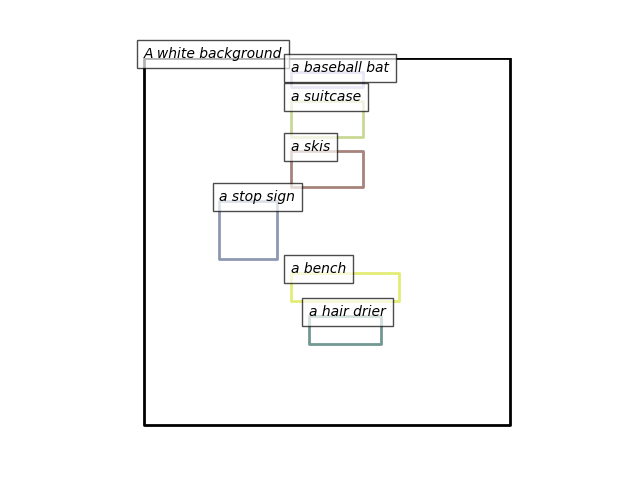 A white background
a baseball bat
a suitcase
a skis
a stop sign
a bench
a hair drier